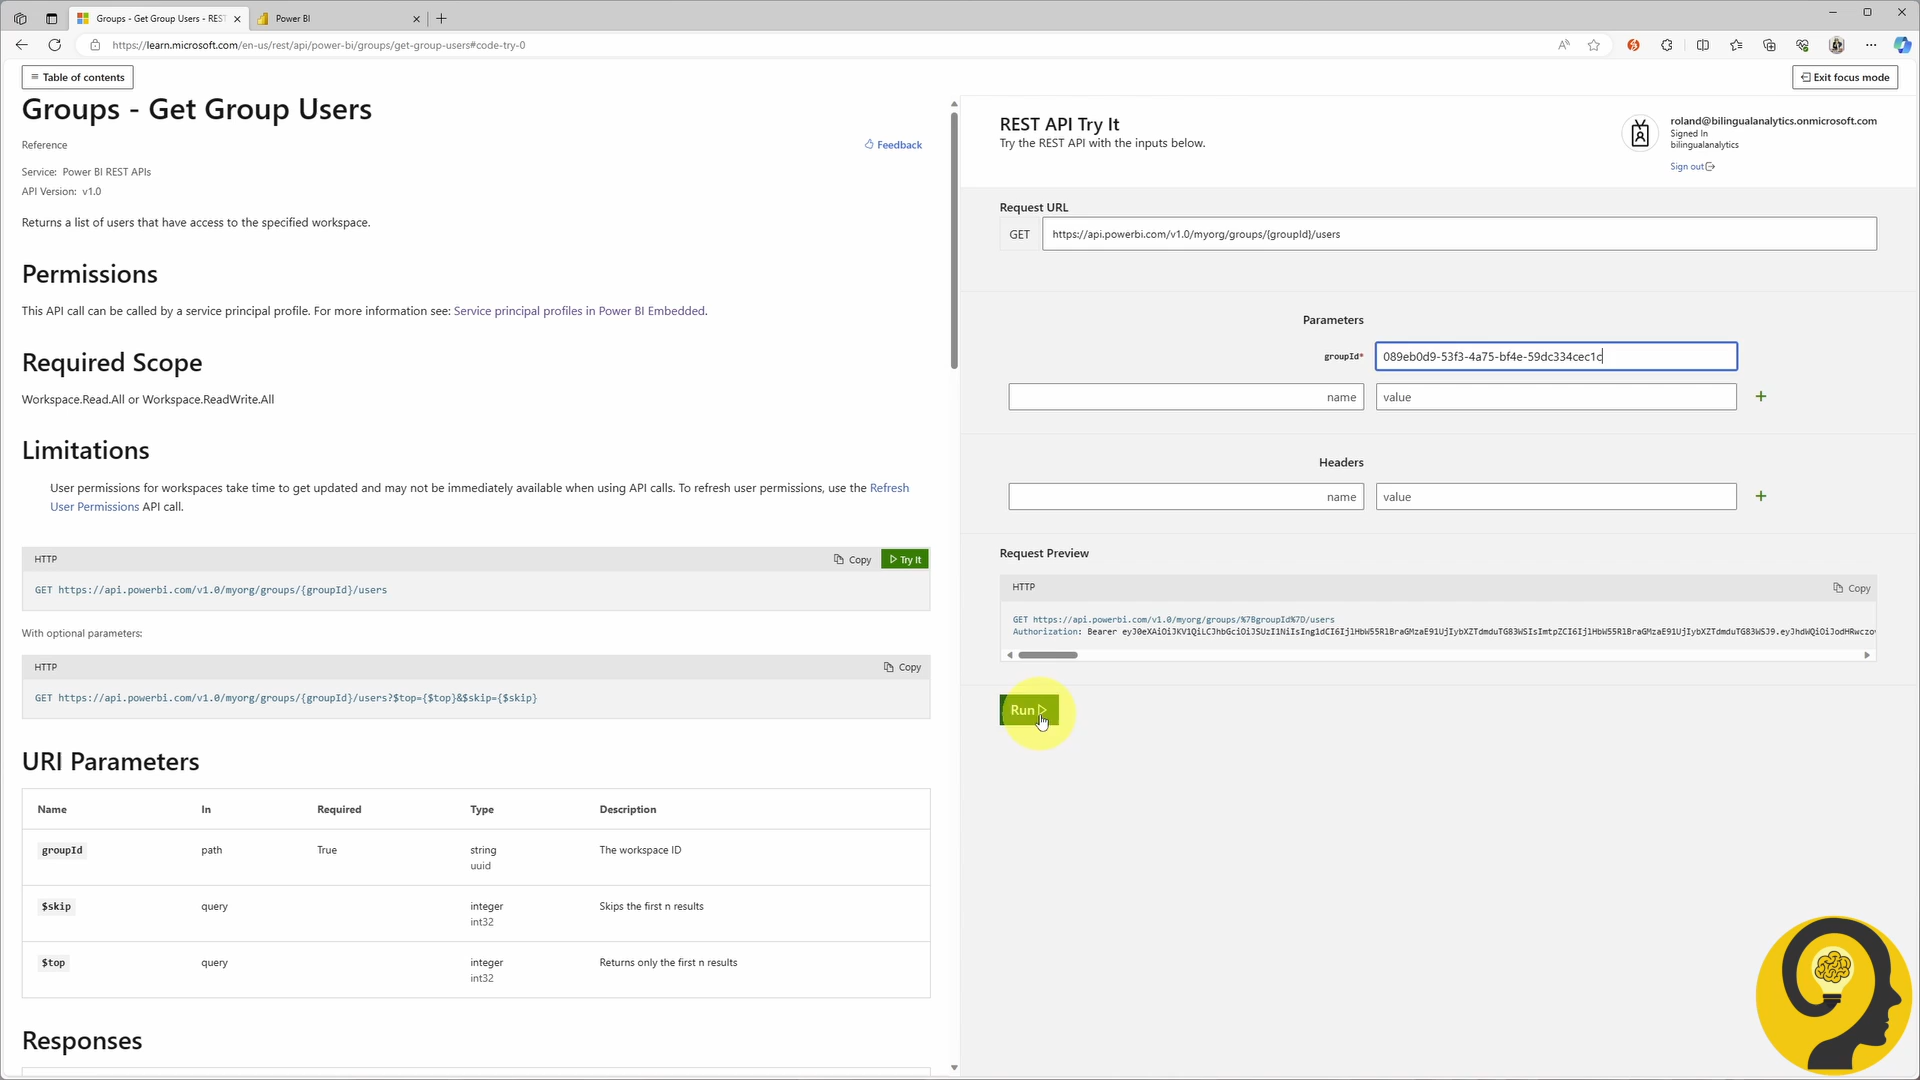 Groups - Get Group Users - REST
Power BI
https://learn.microsoft.com/en-us/rest/api/power-bi/groups/get-group-users#code-try-0
Table of contents
Exit focus mode
Groups - Get Group Users
Reference
Feedback
Service: Power BI REST APIs
API Version: v1.0
Returns a list of users that have access to the specified workspace.
Permissions
This API call can be called by a service principal profile. For more information see: Service principal profiles in Power BI Embedded.
Required Scope
Workspace.Read.All or Workspace.ReadWrite.All
Limitations
User permissions for workspaces take time to get updated and may not be immediately available when using API calls. To refresh user permissions, use the Refresh
User Permissions API call.
HTTP
Copy
Try It
GET https://api.powerbi.com/v1.0/myorg/groups/{groupId}/users
With optional parameters:
HTTP
Copy
GET https://api.powerbi.com/v1.0/myorg/groups/{groupId}/users?$top={$top}&$skip={$skip}
URI Parameters
Name In Required Type Description
groupId path True string The workspace ID
uuid
$skip query integer Skips the first n results
int32
$top query integer Returns only the first n results
int32
Responses
REST API Try It
Try the REST API with the inputs below.
roland@bilingualanalytics.onmicrosoft.com
Signed In
bilingualanalytics
Sign out
Request URL
GET https://api.powerbi.com/v1.0/myorg/groups/{groupId}/users
Parameters
groupId* 089eb0d9-53f3-4a75-bf4e-59dc334cec1c
name value +
Headers
name value +
Request Preview
HTTP
Copy
GET https://api.powerbi.com/v1.0/myorg/groups/%7BgroupId%7D/users
Authorization: Bearer
Run